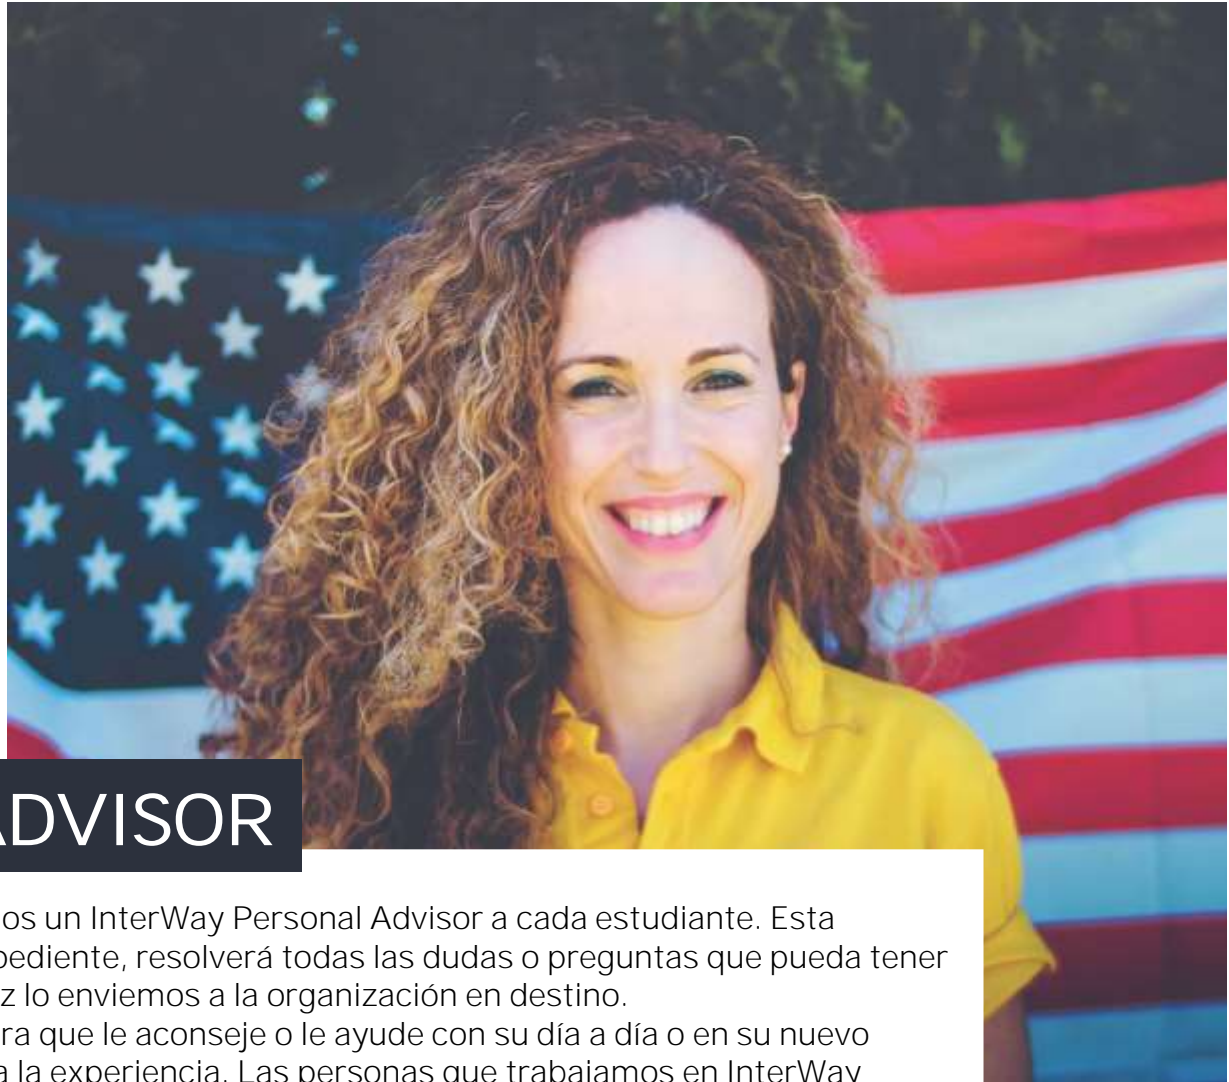 ADVISOR
os un InterWay Personal Advisor a cada estudiante. Esta
pediente, resolverá todas las dudas o preguntas que pueda tener
z lo enviemos a la organización en destino.
ra que le aconseje o le ayude con su día a día o en su nuevo
a la experiencia. Las personas que trabajamos en InterWay